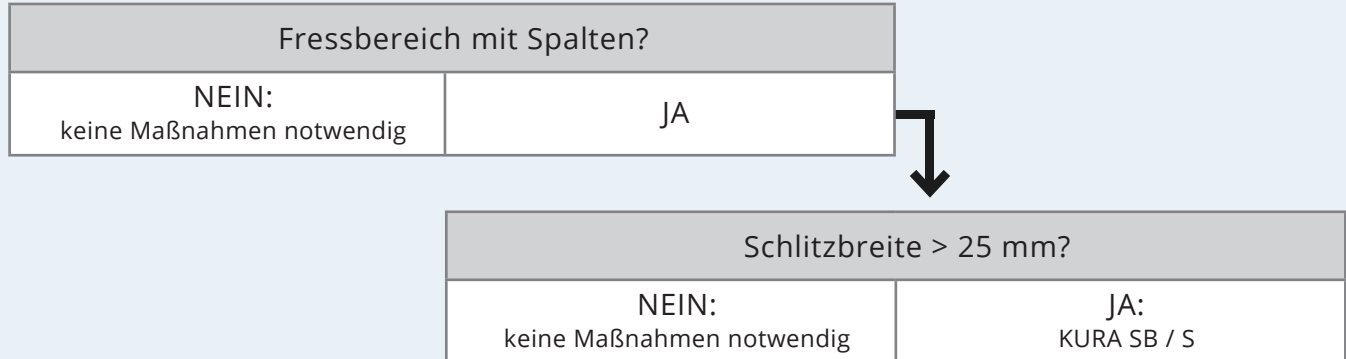 Fressbereich mit Spalten?
NEIN:
keine Maßnahmen notwendig
JA
Schlitzbreite > 25 mm?
NEIN:
keine Maßnahmen notwendig
JA:
KURA SB / S